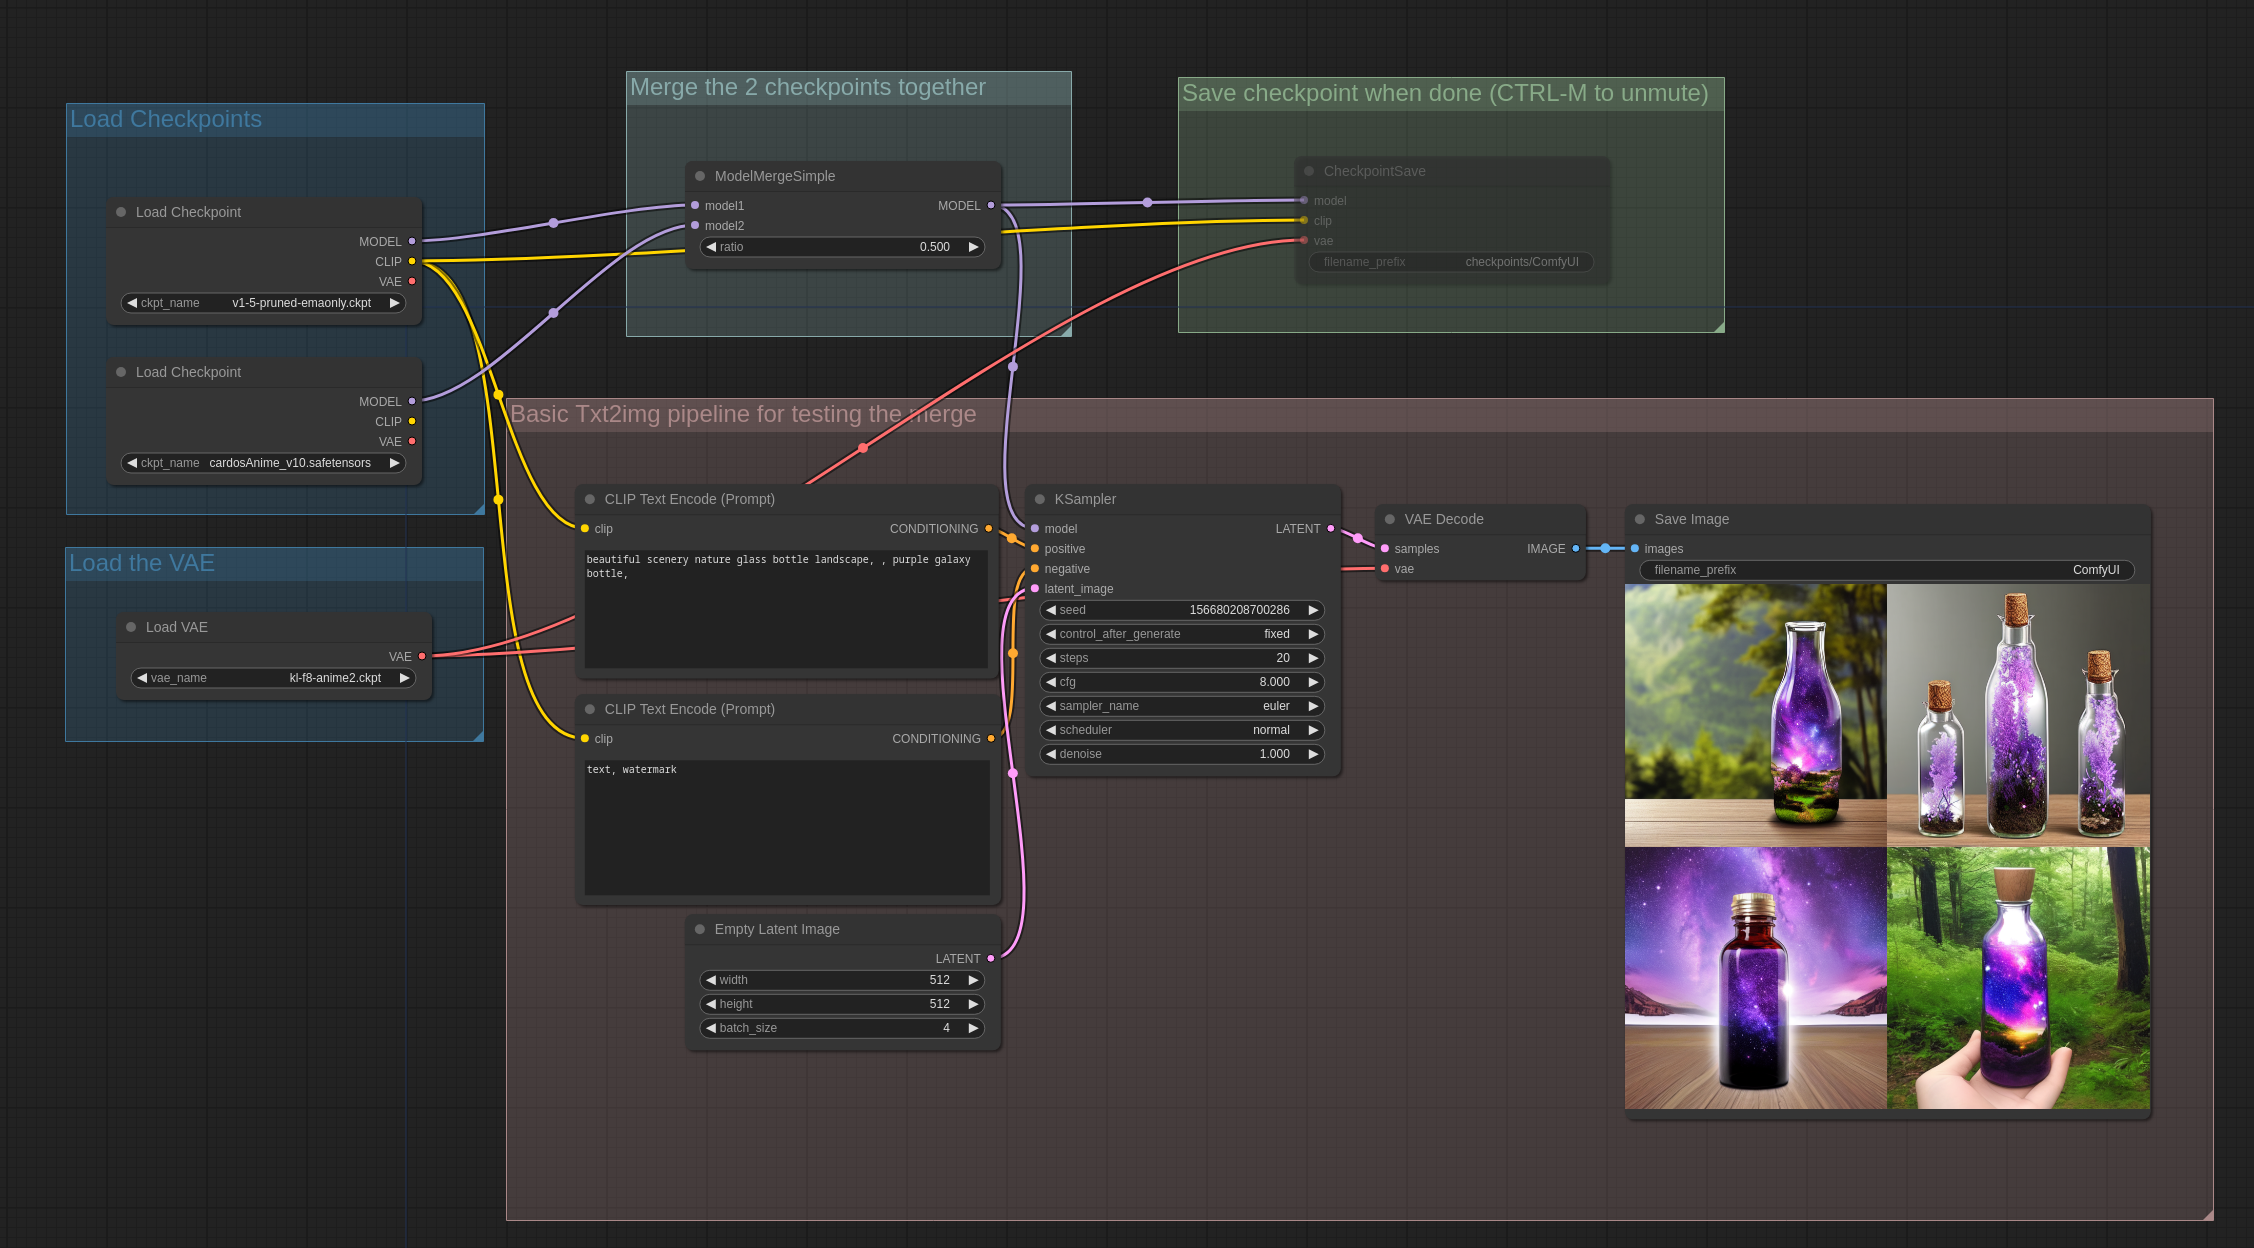 Merge the 2 checkpoints together
Save checkpoint when done (CTRL-M to unmute)
Load Checkpoints
ModelMergeSimple
model1
MODEL
model2
ratio 0.500
CheckpointSave
model
clip
vae
filename_prefix checkpoints/ComfyUI
Load Checkpoint
MODEL
CLIP
VAE
ckpt_name v1-5-pruned-emaonly.ckpt
Load Checkpoint
MODEL
CLIP
VAE
ckpt_name cardosAnime_v10.safetensors
Load the VAE
Load VAE
VAE
vae_name kl-f8-anime2.ckpt
Basic Txt2img pipeline for testing the merge
CLIP Text Encode (Prompt)
clip
CONDITIONING
beautiful scenery nature glass bottle landscape, , purple galaxy
bottle,
CLIP Text Encode (Prompt)
clip
CONDITIONING
text, watermark
Empty Latent Image
LATENT
width 512
height 512
batch_size 4
KSampler
model
LATENT
positive
negative
latent_image
seed 156680208700286
control_after_generate fixed
steps 20
cfg 8.000
sampler_name euler
scheduler normal
denoise 1.000
VAE Decode
samples
IMAGE
vae
Save Image
images
filename_prefix ComfyUI